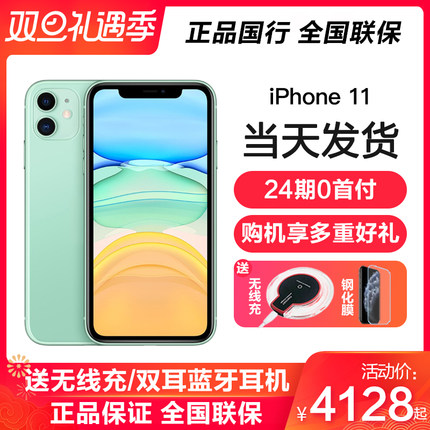 双旦礼遇季
正品国行 全国联保
iPhone 11
当天发货
24期0首付
购机享多重好礼
送
无线充
钢化膜
送无线充/双耳蓝牙耳机
正品保证 全国联保
活动价:
¥4128起